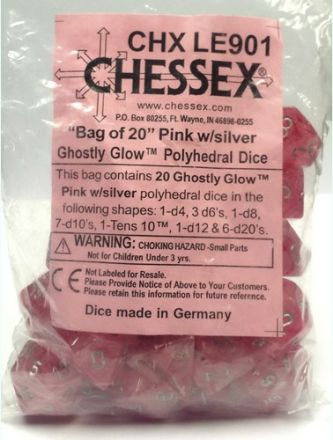 CHX LE901
CHESSEX®
www.chessex.com
P.O. Box 80255, Ft. Wayne, IN 46898-0255
"Bag of 20" Pink w/silver
Ghostly Glow™ Polyhedral Dice
This bag contains 20 Ghostly Glow™
Pink w/silver polyhedral dice in the
following shapes: 1-d4, 3 d6's, 1-d8,
7-d10's, 1-Tens 10™, 1-d12 & 6-d20's.
WARNING: CHOKING HAZARD -Small Parts
Not for Children Under 3 yrs.
CE Not Labeled for Resale.
Please Provide Notice of Above to Your Customers.
Please retain this information for future reference.
Dice made in Germany